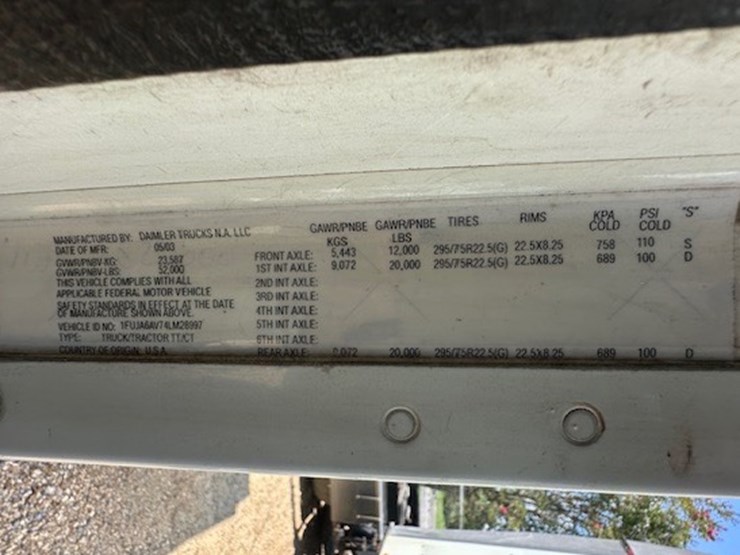 MANUFACTURED BY: DAIMLER TRUCKS N.A. LLC
DATE OF MFR: 05/03
GVWR/PNBV-KG: 23,587
GVWR/PNBV-LBS: 52,000
THIS VEHICLE COMPLIES WITH ALL
APPLICABLE FEDERAL MOTOR VEHICLE
SAFETY STANDARDS IN EFFECT AT THE DATE
OF MANUFACTURE SHOWN ABOVE.
VEHICLE ID NO: 1FUJA6AV74LM28997
TYPE: TRUCK/TRACTOR TT/CT
COUNTRY OF ORIGIN: U.S.A.
GAWR/PNBE GAWR/PNBE TIRES RIMS KPA PSI "S"
KGS LBS COLD COLD
FRONT AXLE: 5,443 12,000 295/75R22.5(G) 22.5X8.25 758 110 S
1ST INT AXLE: 9,072 20,000 295/75R22.5(G) 22.5X8.25 689 100 D
2ND INT AXLE:
3RD INT AXLE:
4TH INT AXLE:
5TH INT AXLE:
6TH INT AXLE:
REAR AXLE: 9,072 20,000 295/75R22.5(G) 22.5X8.25 689 100 D